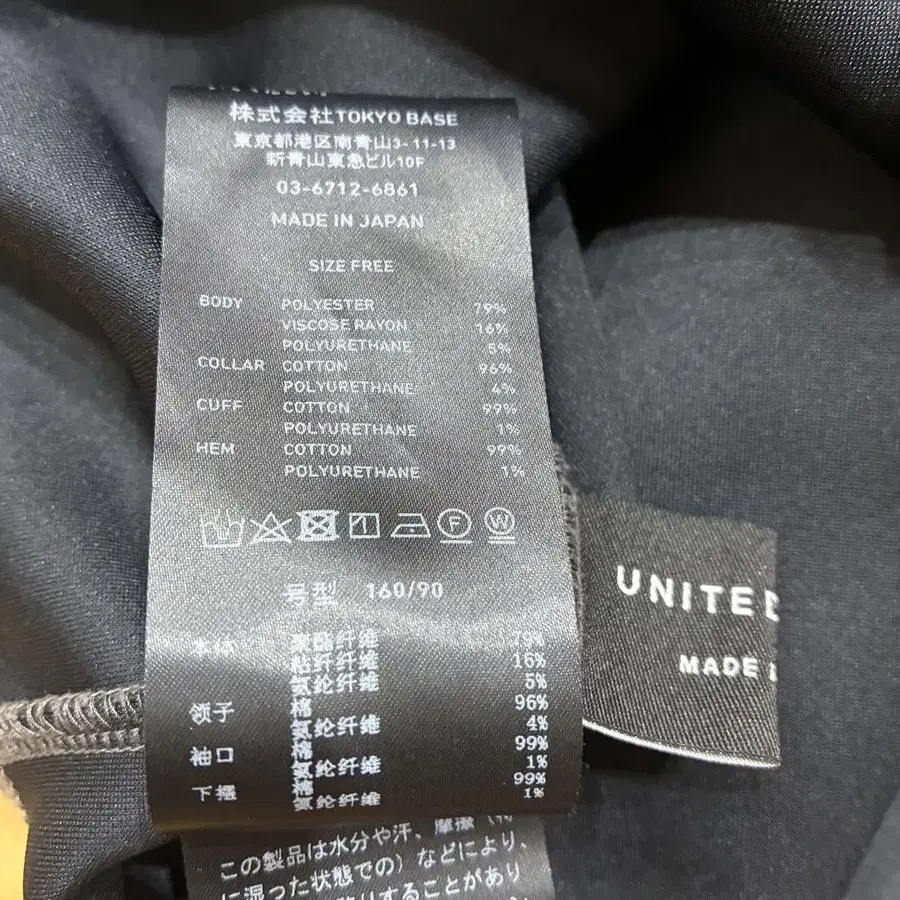 株式会社TOKYO BASE
東京都港区南青山3-11-13
新青山東急ビル10F
03-6712-6861
MADE IN JAPAN
SIZE FREE
BODY POLYESTER 79%
VISCOSE RAYON 16%
POLYURETHANE 5%
COLLAR COTTON 96%
POLYURETHANE 4%
CUFF COTTON 99%
POLYURETHANE 1%
HEM COTTON 99%
POLYURETHANE 1%
F W
号型 160/90
本体 聚酯纤维 79%
粘纤纤维 16%
氨纶纤维 5%
领子 棉 96%
氨纶纤维 4%
袖口 棉 99%
氨纶纤维 1%
下摆 棉 99%
氨纶纤维 1%
この製品は水分や汗、摩擦
に湿った状態での）などにより、
することがあり
UNITED
MADE